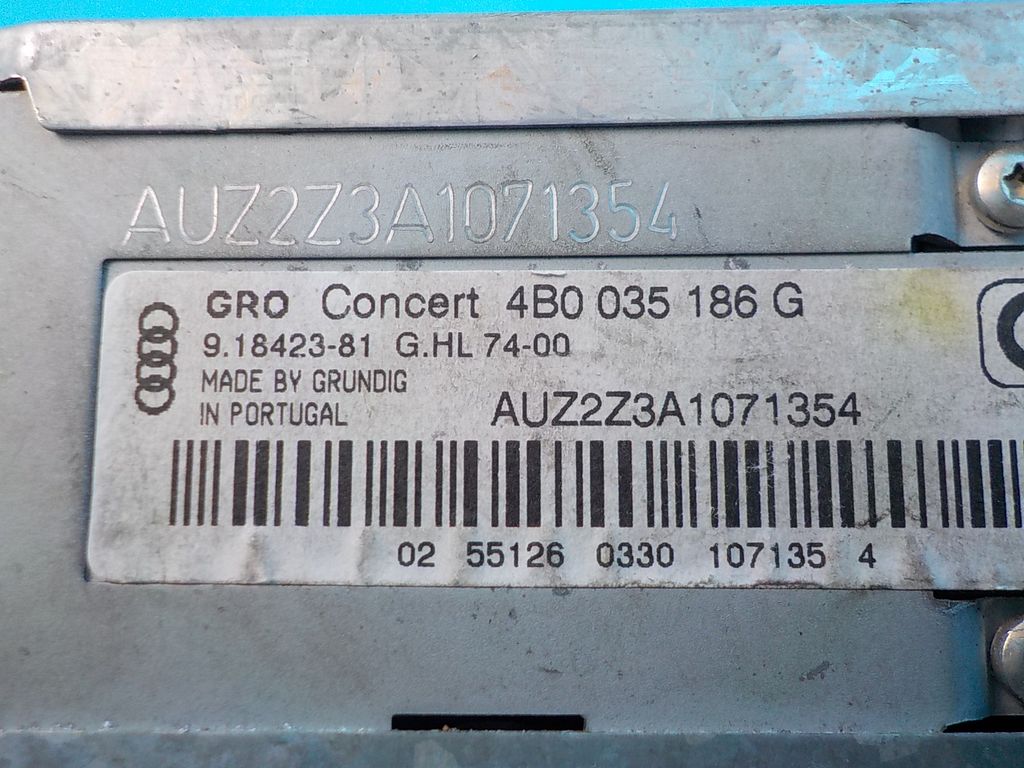 AUZ2Z3A1071354
GRO Concert 4B0 035 186 G
9.18423-81 G.HL 74-00
MADE BY GRUNDIG
IN PORTUGAL
AUZ2Z3A1071354
02 55126 0330 107135 4